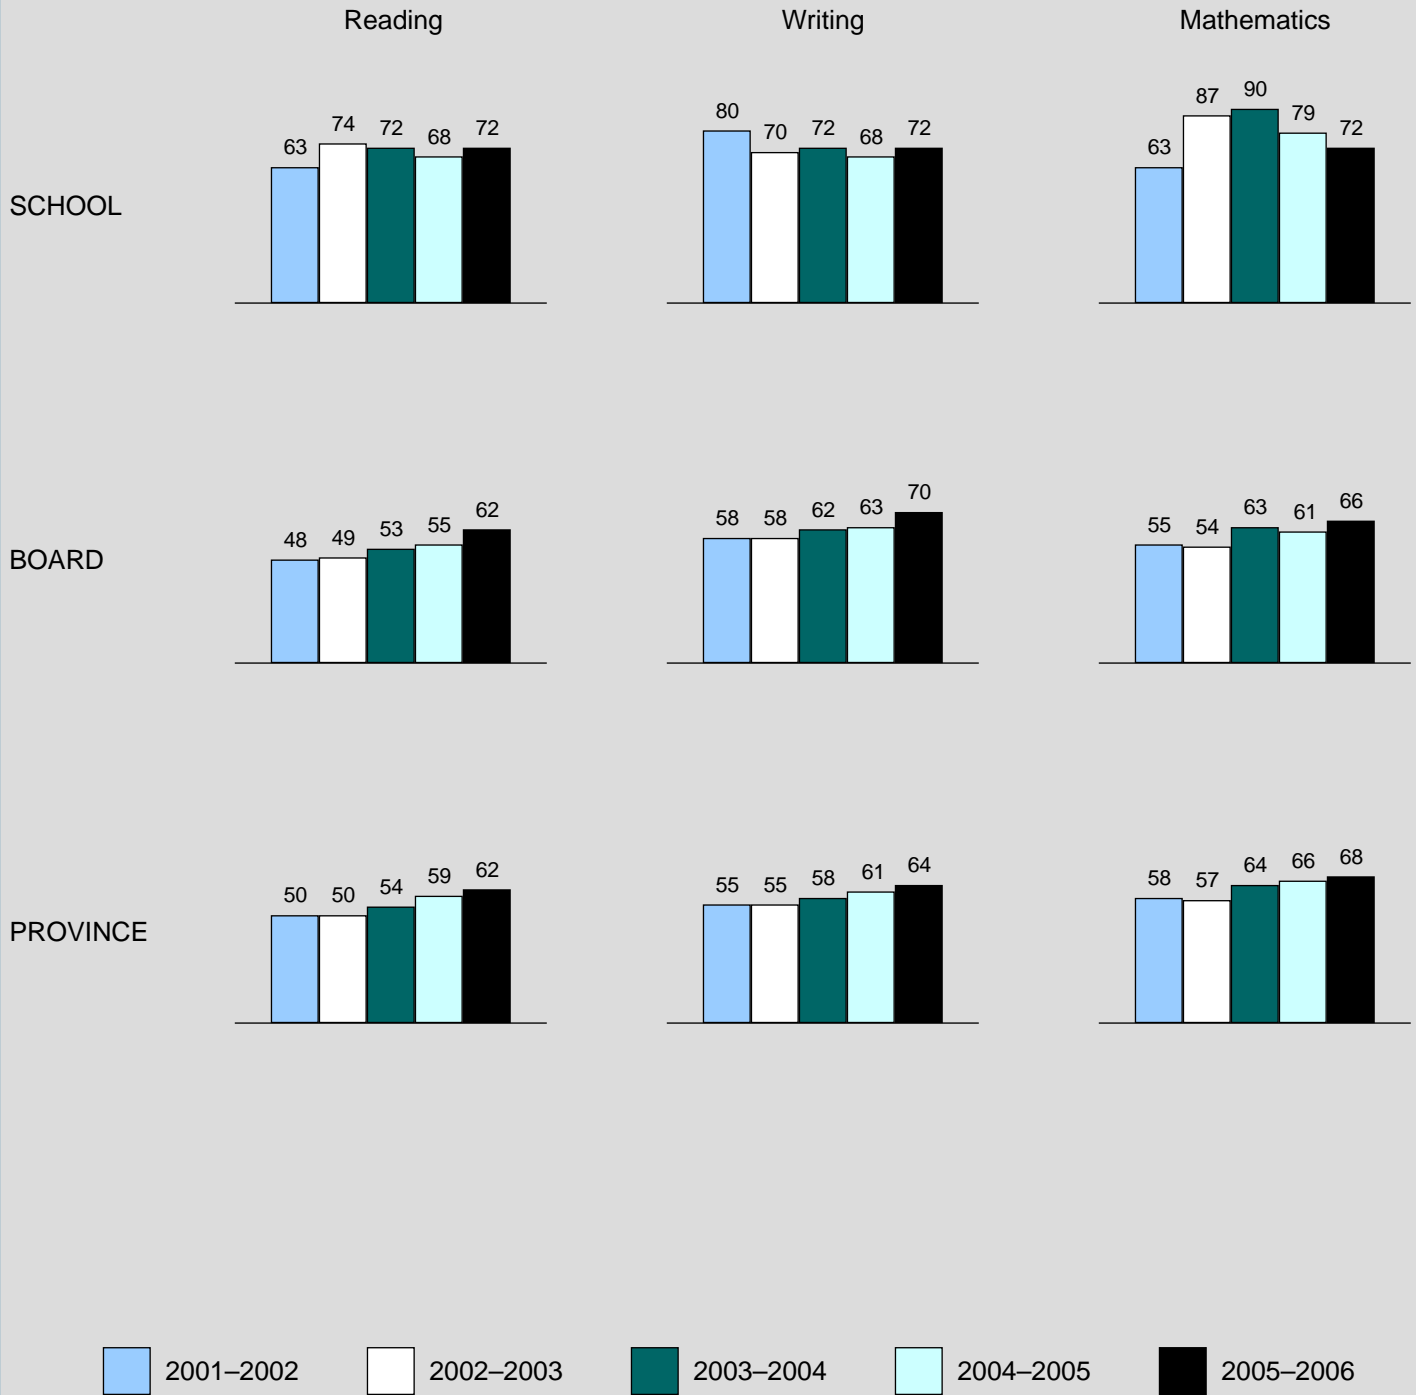 Reading Writing Mathematics
63 74 72 68 72 80 70 72 68 72 63 87 90 79 72
SCHOOL
48 49 53 55 62 58 58 62 63 70 55 54 63 61 66
BOARD
50 50 54 59 62 55 55 58 61 64 58 57 64 66 68
PROVINCE
2001–2002 2002–2003 2003–2004 2004–2005 2005–2006